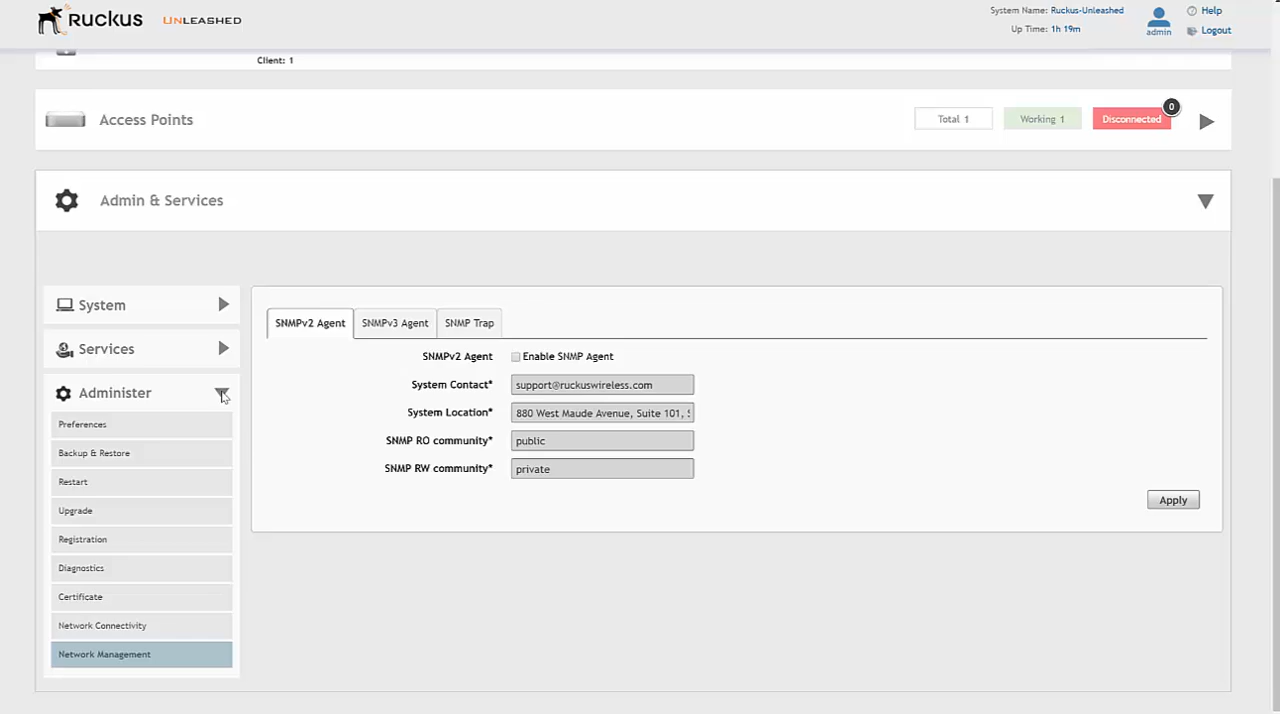 Ruckus UNLEASHED
System Name: Ruckus-Unleashed
Up Time: 1h 19m
admin
Help
Logout
Client: 1
Access Points
Total 1
Working 1
Disconnected
0
Admin & Services
System
Services
Administer
Preferences
Backup & Restore
Restart
Upgrade
Registration
Diagnostics
Certificate
Network Connectivity
Network Management
SNMPv2 Agent SNMPv3 Agent SNMP Trap
SNMPv2 Agent Enable SNMP Agent
System Contact* support@ruckuswireless.com
System Location* 880 West Maude Avenue, Suite 101,
SNMP RO community* public
SNMP RW community* private
Apply